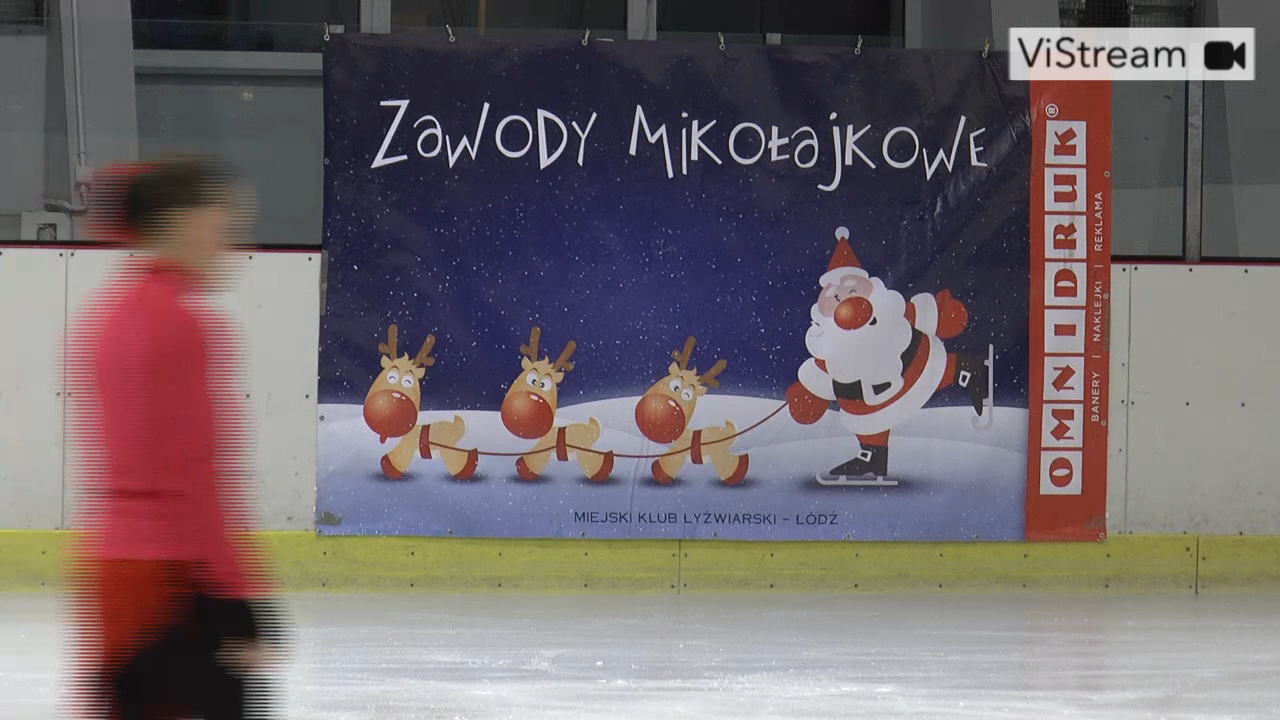 ViStream
ZAWODY MIKOŁAJKOWE
OMNIDRUK®
BANERY | NAKLEJKI | REKLAMA
MIEJSKI KLUB ŁYŻWIARSKI - ŁÓDŹ